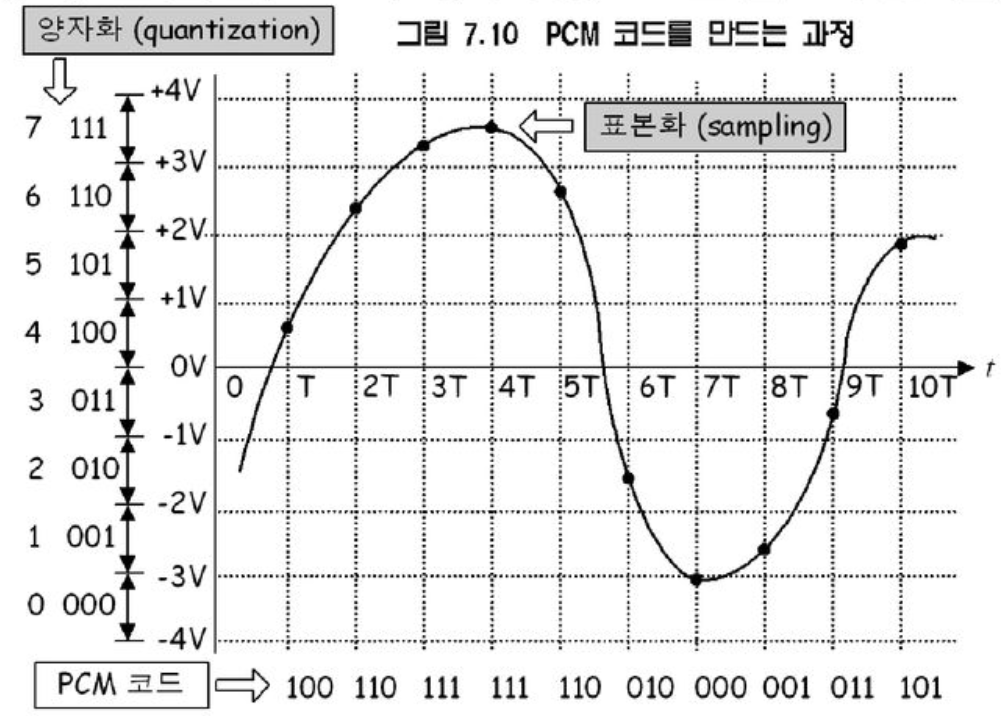 양자화 (quantization)
그림 7.10 PCM 코드를 만드는 과정
+4V
7 111
표본화 (sampling)
+3V
6 110
+2V
5 101
+1V
4 100
0V
0 T 2T 3T 4T 5T 6T 7T 8T 9T 10T
t
3 011
-1V
2 010
-2V
1 001
-3V
0 000
-4V
PCM 코드 100 110 111 111 110 010 000 001 011 101